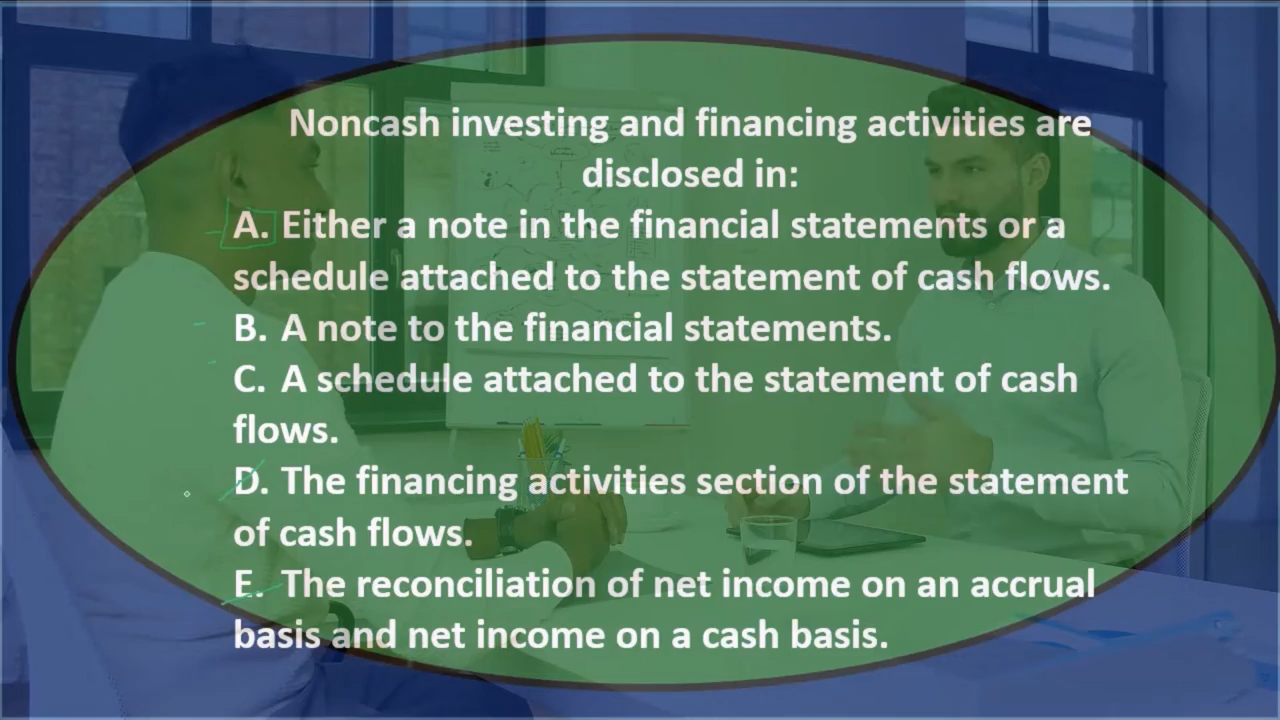 Noncash investing and financing activities are
disclosed in:
A. Either a note in the financial statements or a
schedule attached to the statement of cash flows.
B. A note to the financial statements.
C. A schedule attached to the statement of cash
flows.
D. The financing activities section of the statement
of cash flows.
E. The reconciliation of net income on an accrual
basis and net income on a cash basis.